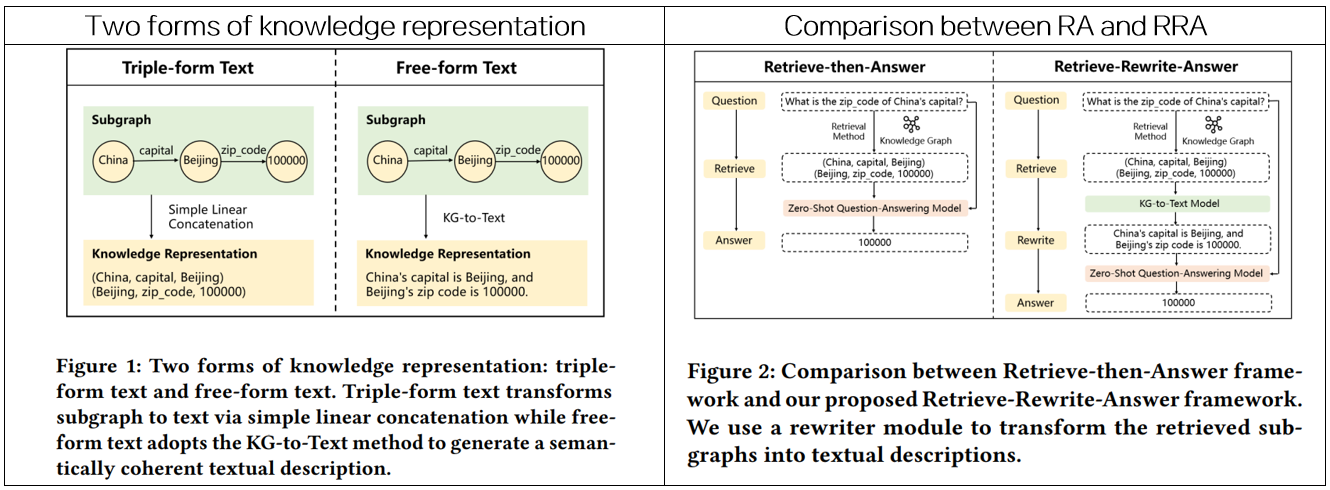 Two forms of knowledge representation
Triple-form Text
Free-form Text
Subgraph
China
capital
Beijing
zip_code
100000
Simple Linear
Concatenation
Knowledge Representation
(China, capital, Beijing)
(Beijing, zip_code, 100000)
Subgraph
China
capital
Beijing
zip_code
100000
KG-to-Text
Knowledge Representation
China's capital is Beijing, and
Beijing's zip code is 100000.
Figure 1: Two forms of knowledge representation: triple-
form text and free-form text. Triple-form text transforms
subgraph to text via simple linear concatenation while free-
form text adopts the KG-to-Text method to generate a seman-
tically coherent textual description.
Comparison between RA and RRA
Retrieve-then-Answer
Retrieve-Rewrite-Answer
Question
What is the zip_code of China's capital?
Retrieval
Method
Knowledge Graph
Retrieve
(China, capital, Beijing)
(Beijing, zip_code, 100000)
Zero-Shot Question-Answering Model
Answer
100000
Question
What is the zip_code of China's capital?
Retrieval
Method
Knowledge Graph
Retrieve
(China, capital, Beijing)
(Beijing, zip_code, 100000)
KG-to-Text Model
Rewrite
China's capital is Beijing, and
Beijing's zip code is 100000.
Zero-Shot Question-Answering Model
Answer
100000
Figure 2: Comparison between Retrieve-then-Answer frame-
work and our proposed Retrieve-Rewrite-Answer framework.
We use a rewriter module to transform the retrieved sub-
graphs into textual descriptions.